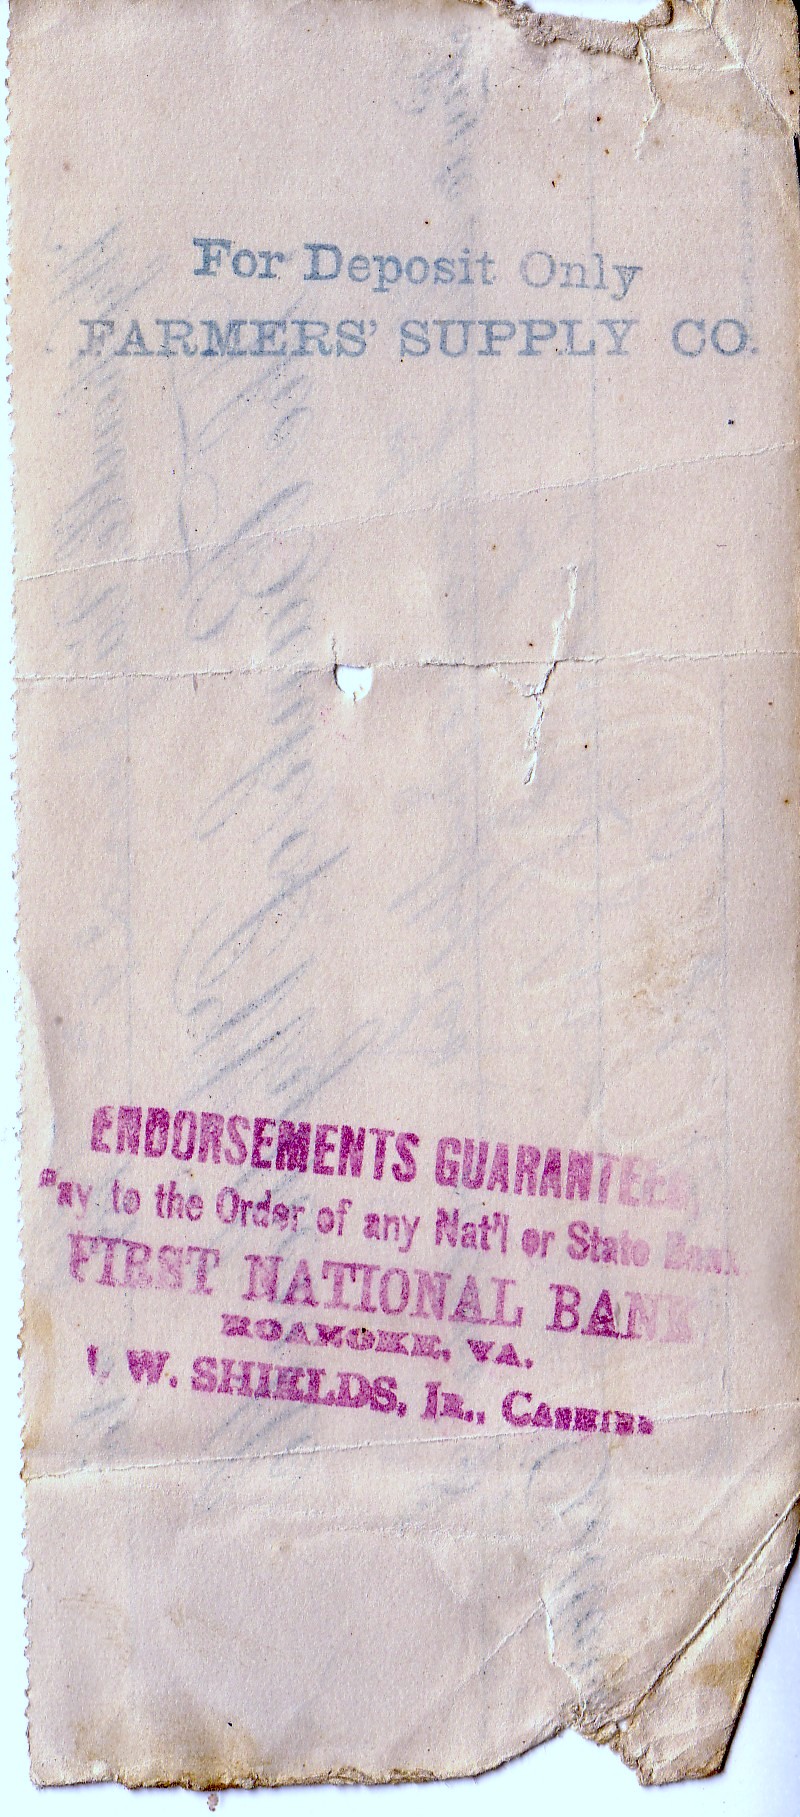 For Deposit Only
FARMERS' SUPPLY CO.
ENDORSEMENTS GUARANTEED,
Pay to the Order of any Nat'l or State Bank
FIRST NATIONAL BANK
ROANOKE, VA.
W. SHIELDS, JR., CASHIER